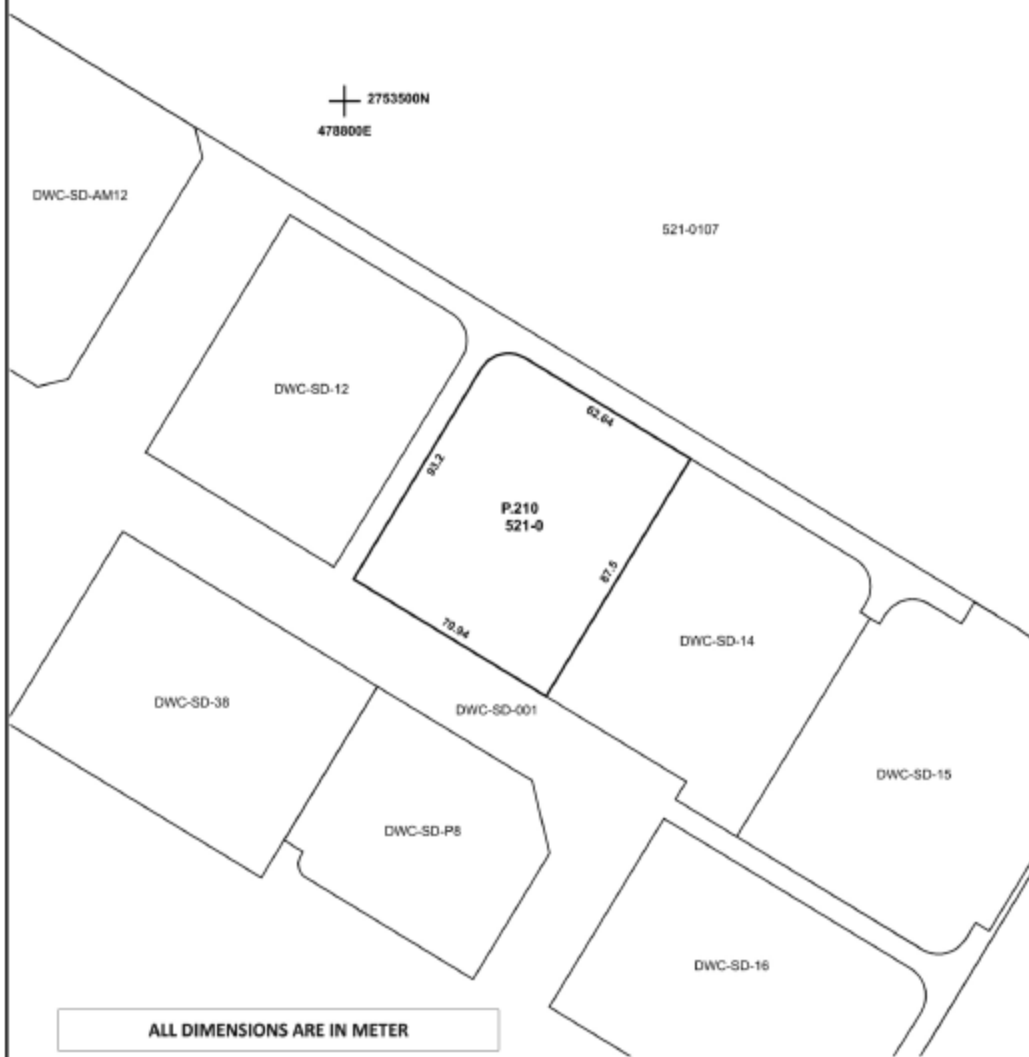 2753500N
478800E
DWC-SD-AM12
521-0107
DWC-SD-12
62.64
93.2
P.210
521-0
87.5
79.94
DWC-SD-14
DWC-SD-38
DWC-SD-001
DWC-SD-15
DWC-SD-P8
DWC-SD-16
ALL DIMENSIONS ARE IN METER